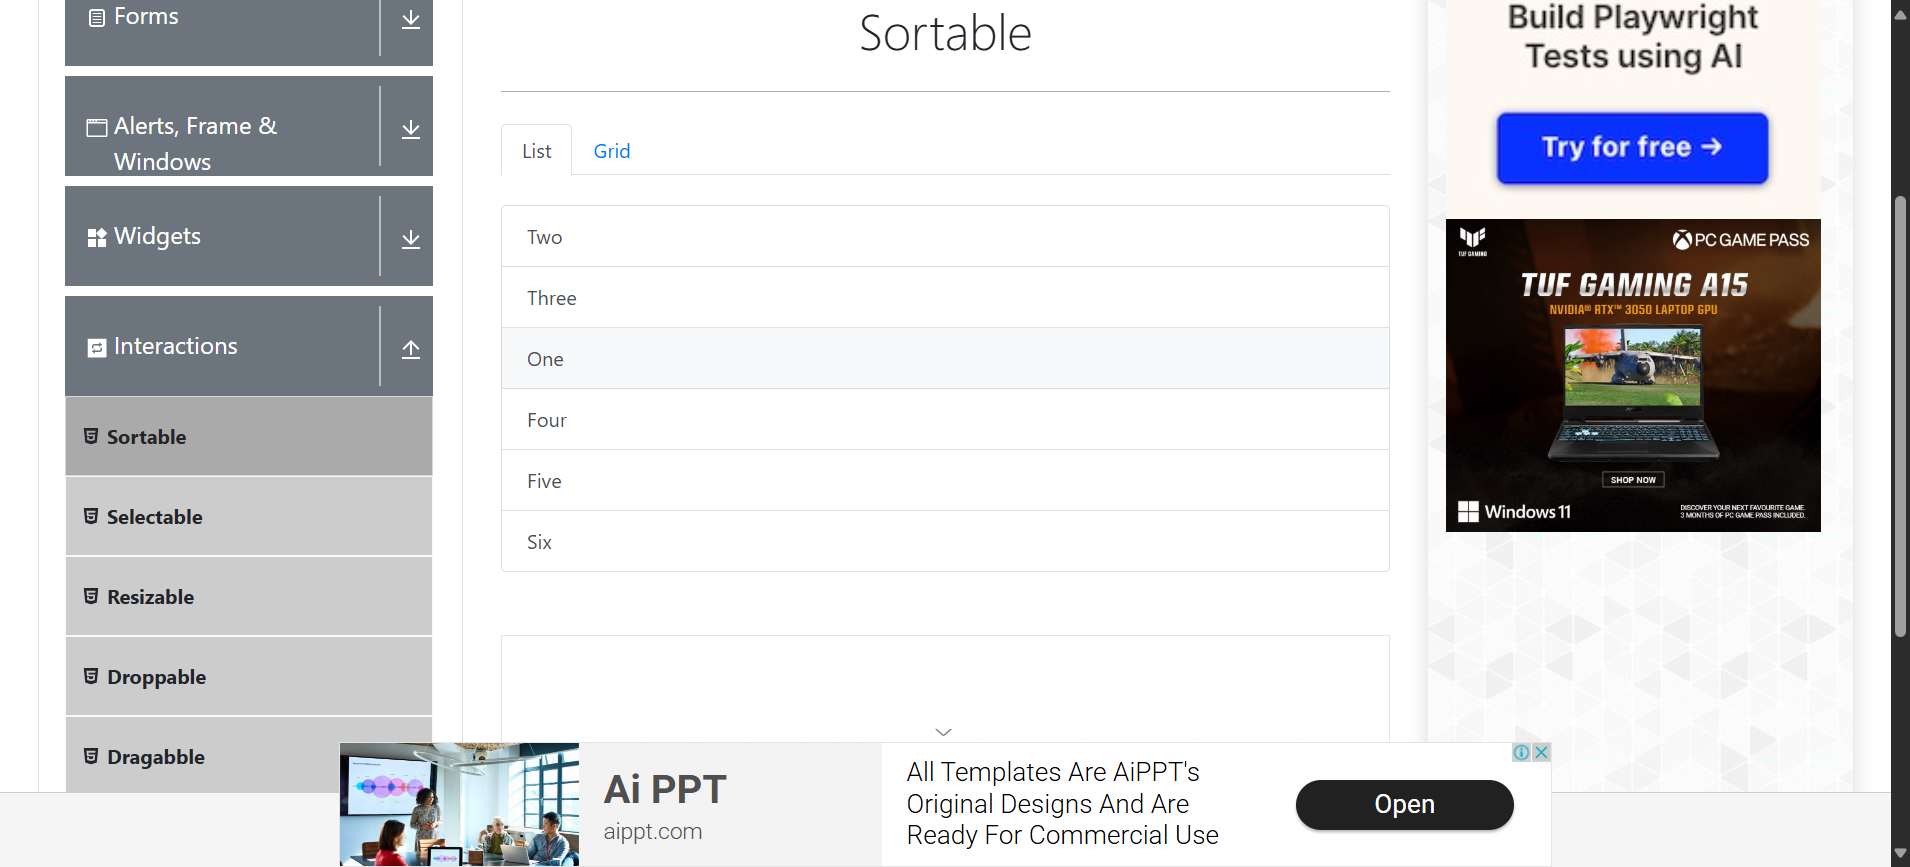 Forms
Alerts, Frame &
Windows
Widgets
Interactions
Sortable
Selectable
Resizable
Droppable
Dragabble
Sortable
List
Grid
Two
Three
One
Four
Five
Six
Build Playwright
Tests using AI
Try for free →
TUF GAMING
PC GAME PASS
TUF GAMING A15
NVIDIA® RTX™ 3050 LAPTOP GPU
SHOP NOW
Windows 11
DISCOVER YOUR NEXT FAVOURITE GAME.
3 MONTHS OF PC GAME PASS INCLUDED.
Ai PPT
aippt.com
All Templates Are AiPPT's
Original Designs And Are
Ready For Commercial Use
Open